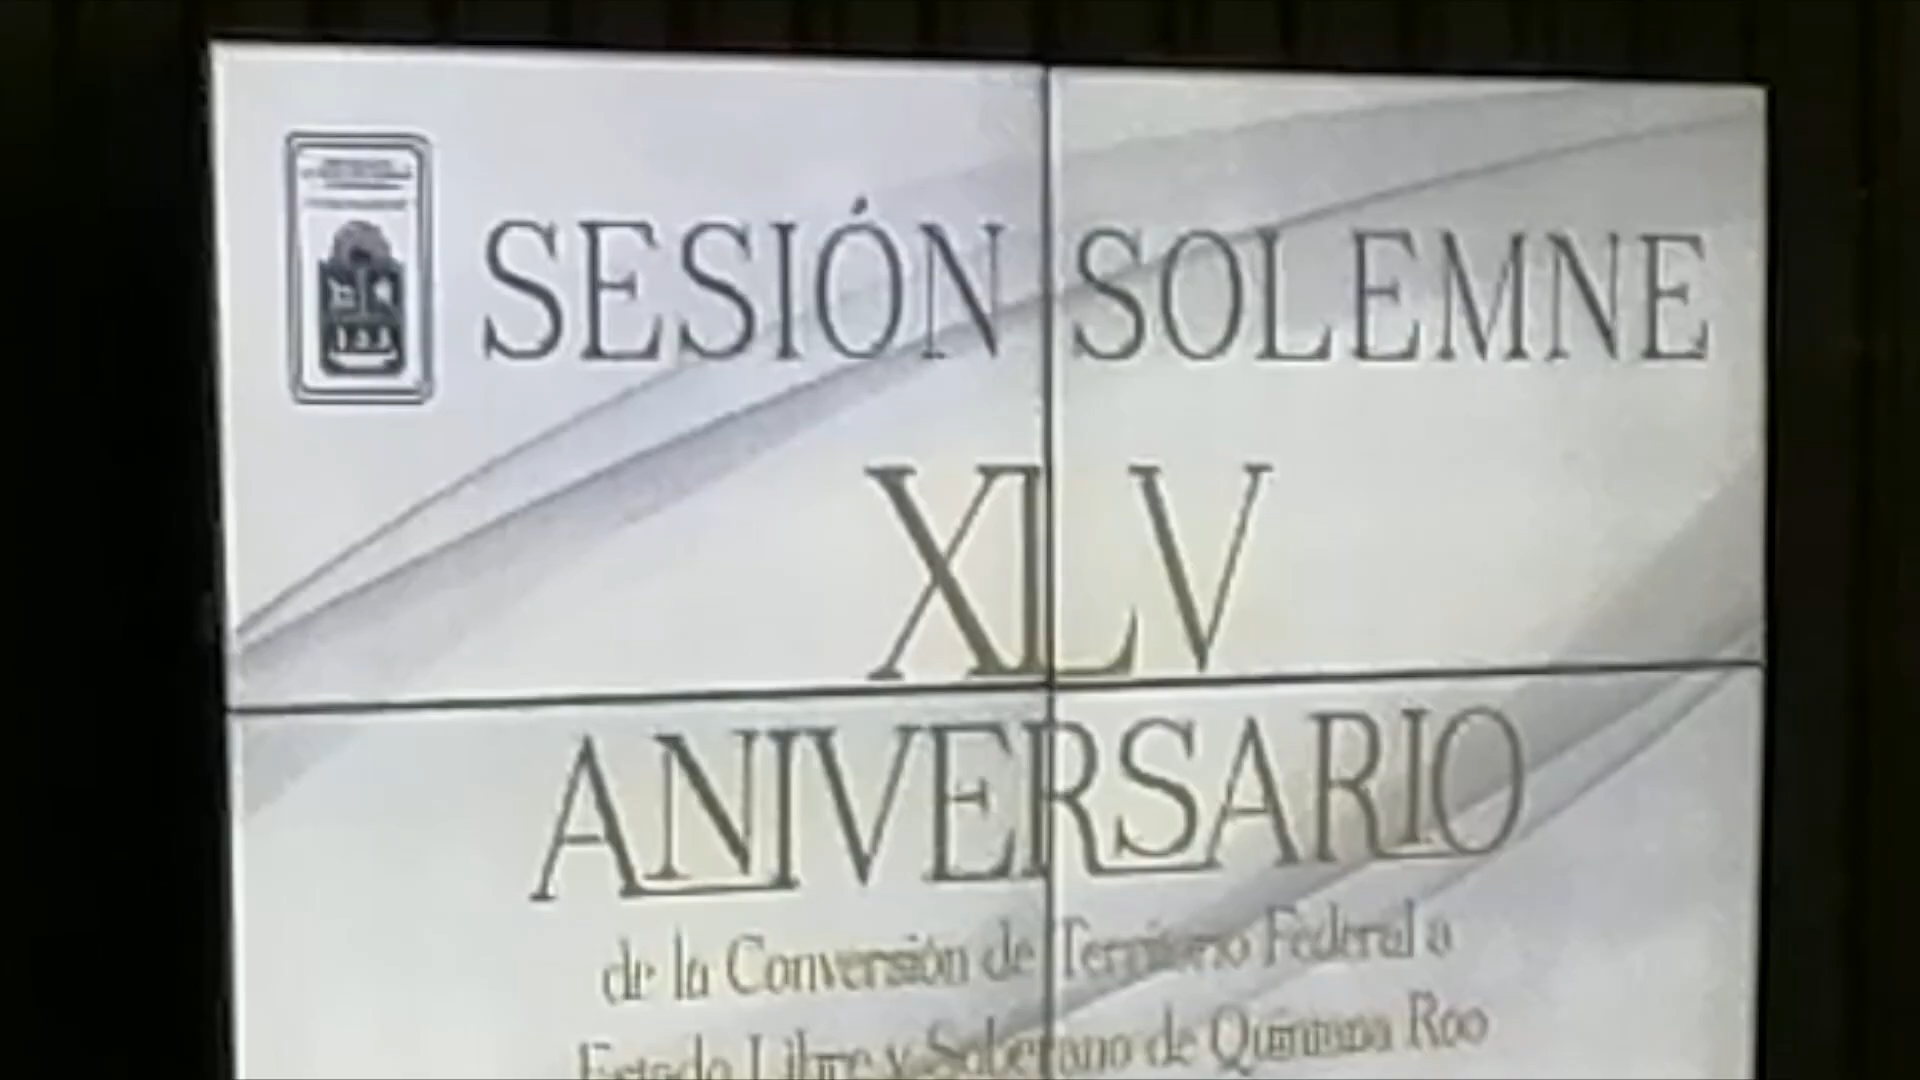 SESIÓN SOLEMNE
XLV
ANIVERSARIO
de la Conversión de Territorio Federal a
Estado Libre y Soberano de Quintana Roo